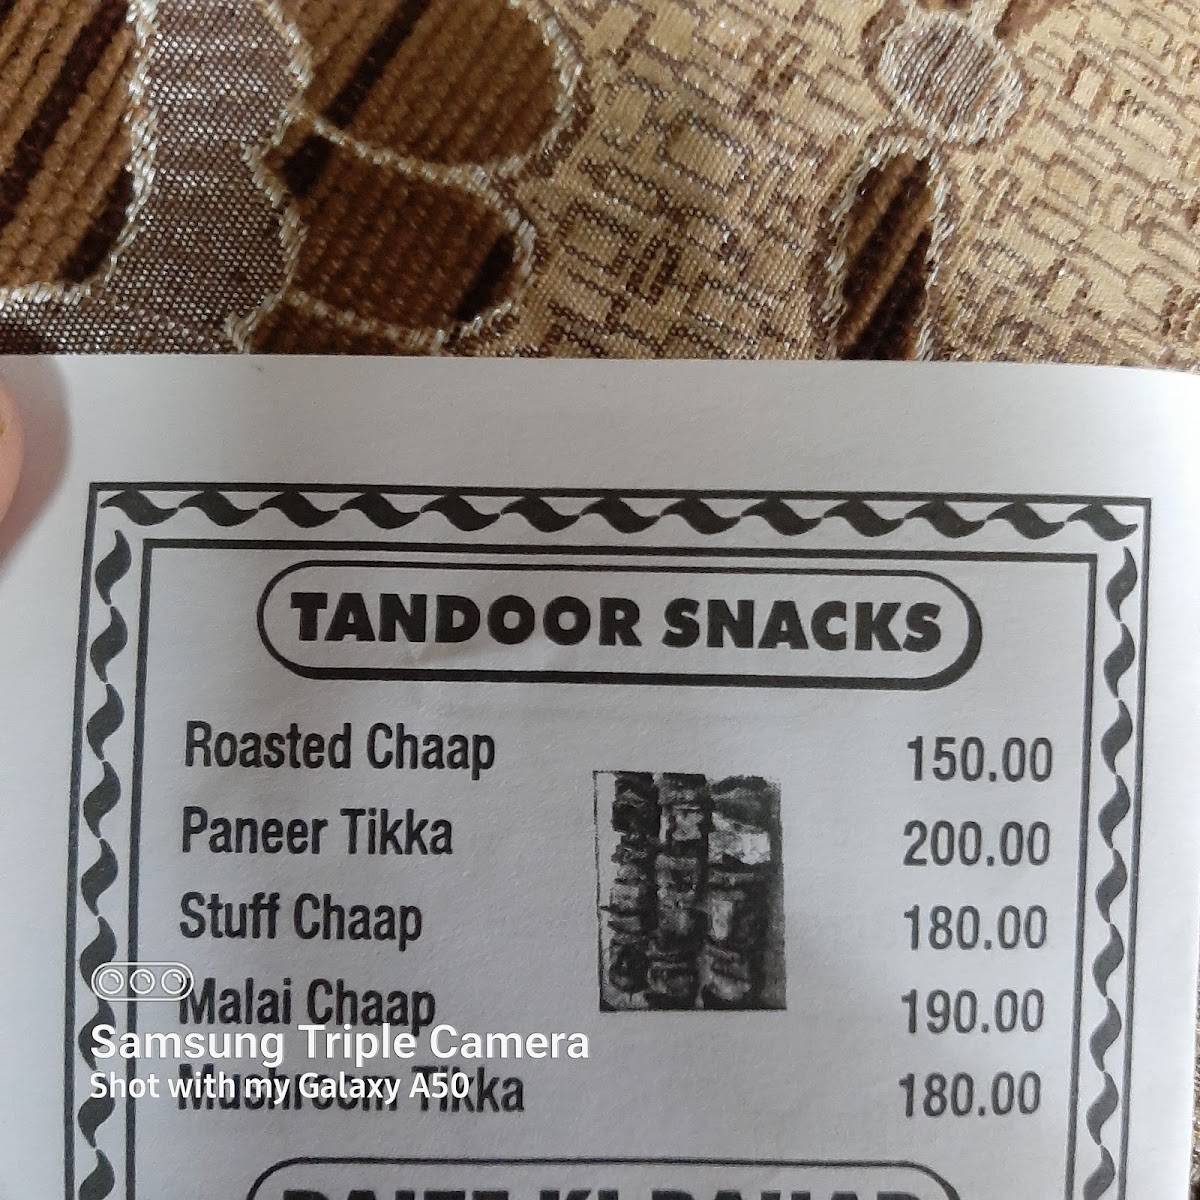 TANDOOR SNACKS
Roasted Chaap 150.00
Paneer Tikka 200.00
Stuff Chaap 180.00
Malai Chaap 190.00
Samsung Triple Camera
Shot with my Galaxy A50
Mushroom Tikka 180.00